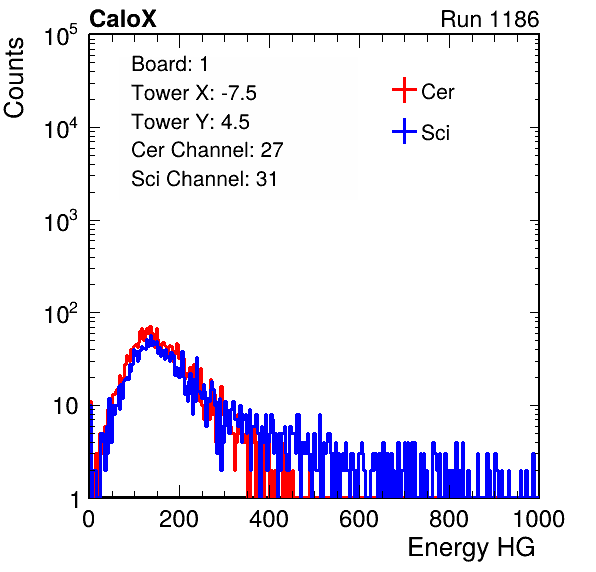 CaloX Run 1186
Counts
Board: 1
Tower X: -7.5
Tower Y: 4.5
Cer Channel: 27
Sci Channel: 31
Cer
Sci
10^5
10^4
10^3
10^2
10
1
0 200 400 600 800 1000
Energy HG